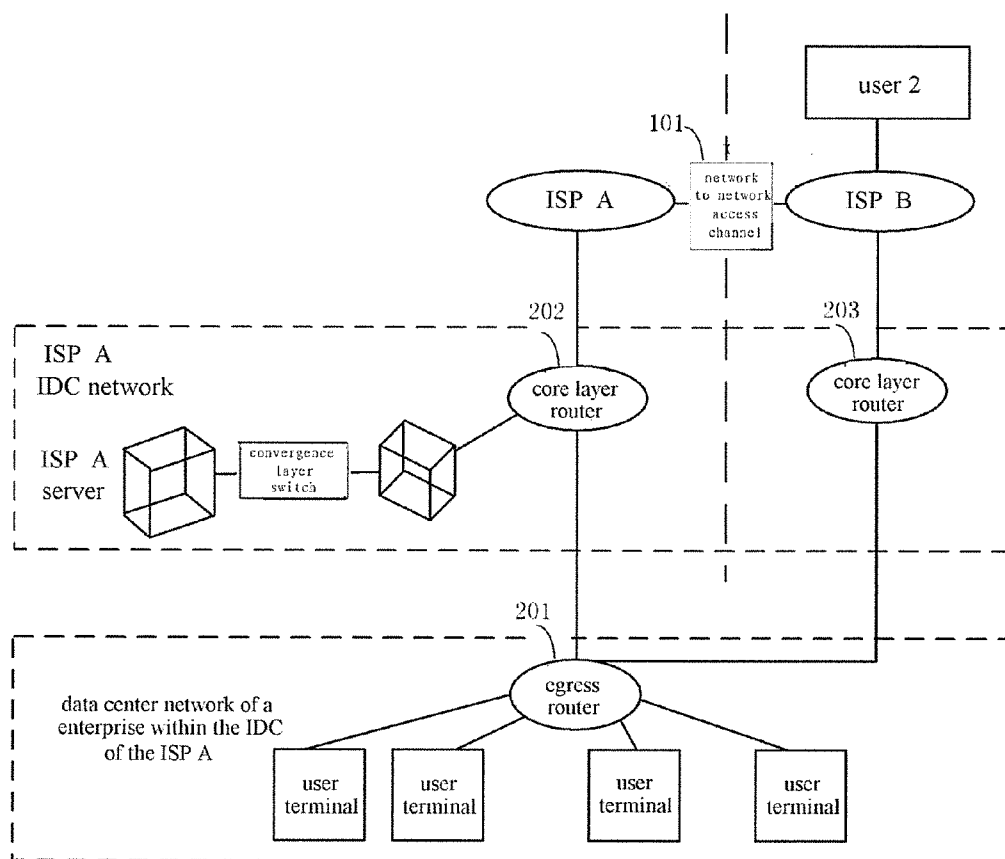 user 2
101
network
to network
access
channel
ISP A
ISP B
202
203
ISP A
IDC network
core layer
router
core layer
router
ISP A
server
convergence
layer
switch
201
egress
router
data center network of a
enterprise within the IDC
of the ISP A
user
terminal
user
terminal
user
terminal
user
terminal